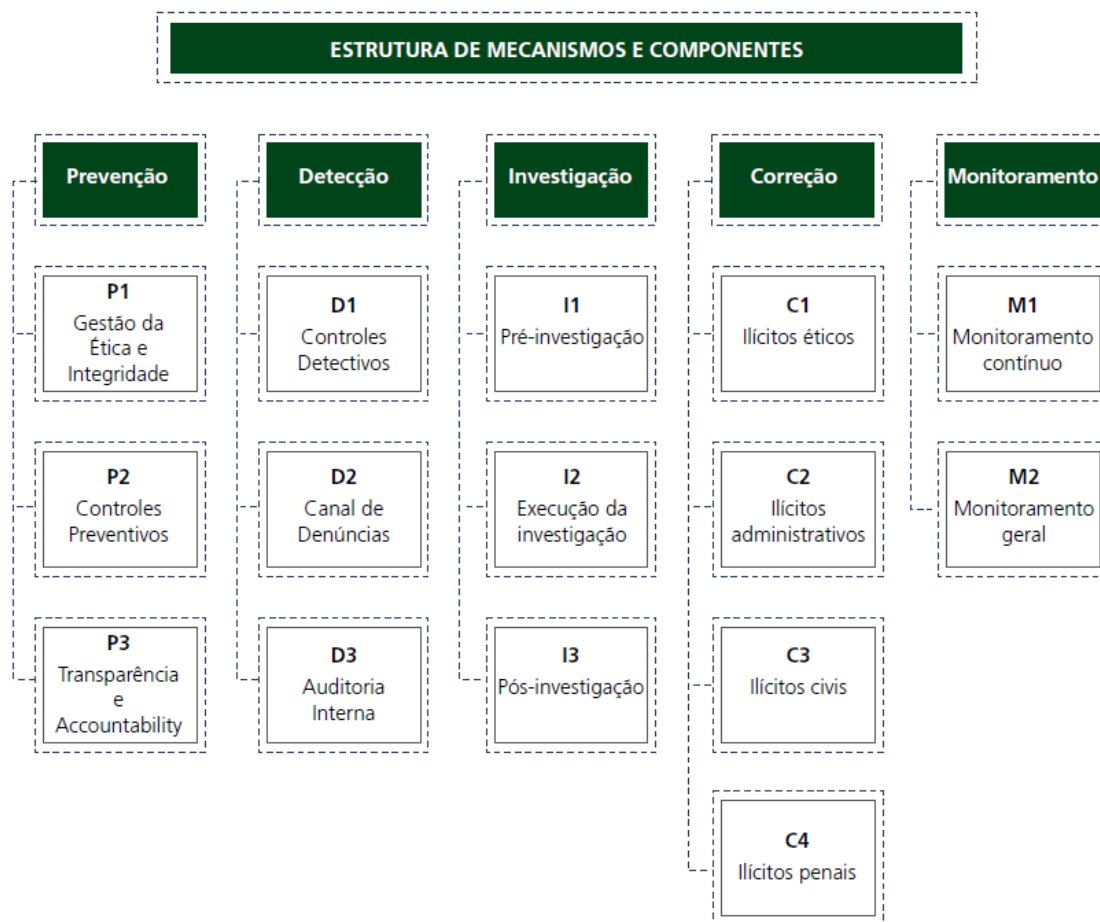 ESTRUTURA DE MECANISMOS E COMPONENTES
Prevenção
Detecção
Investigação
Correção
Monitoramento
P1
Gestão da
Ética e
Integridade
D1
Controles
Detectivos
I1
Pré-investigação
C1
Ilícitos éticos
M1
Monitoramento
contínuo
P2
Controles
Preventivos
D2
Canal de
Denúncias
I2
Execução da
investigação
C2
Ilícitos
administrativos
M2
Monitoramento
geral
P3
Transparência
e
Accountability
D3
Auditoria
Interna
I3
Pós-investigação
C3
Ilícitos civis
C4
Ilícitos penais